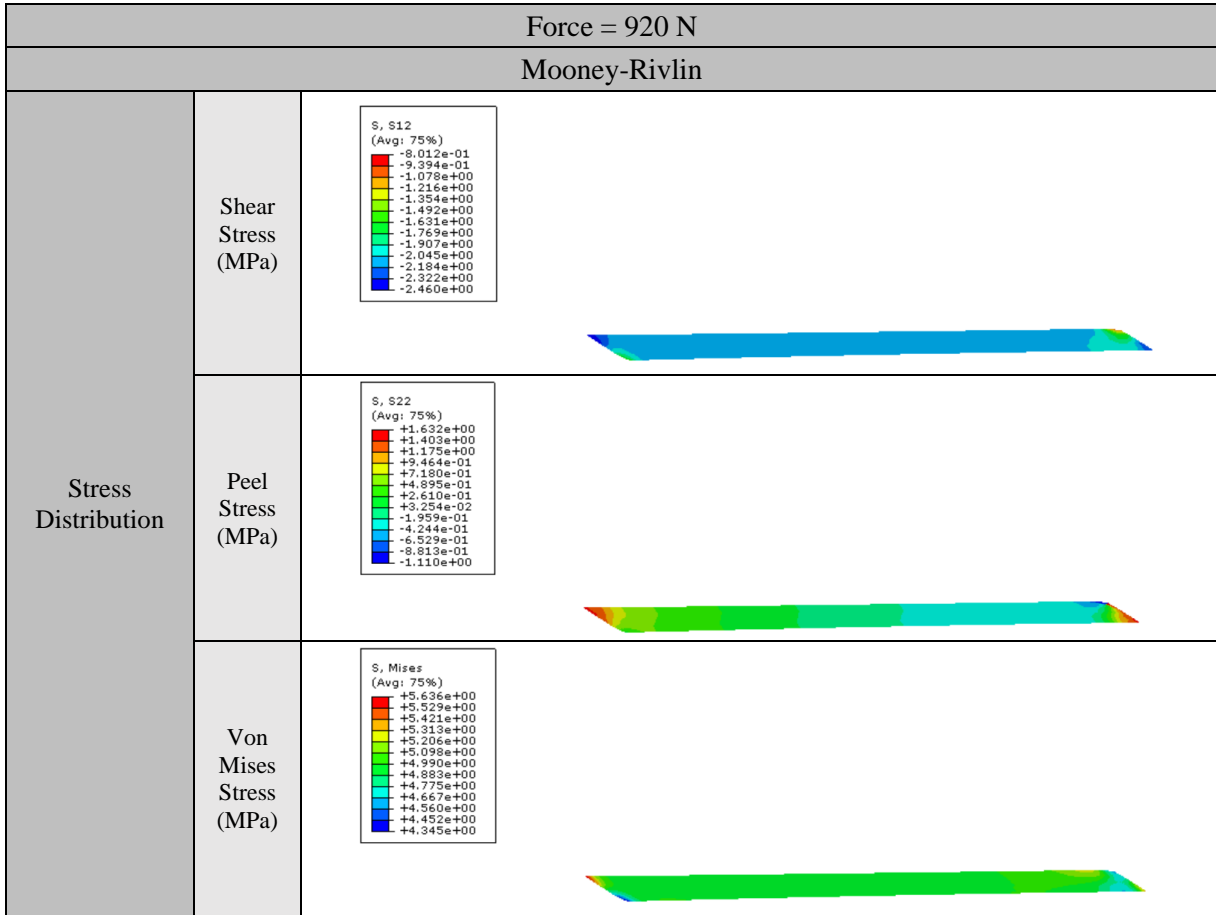 Force = 920 N
Mooney-Rivlin
Stress
Distribution
Shear
Stress
(MPa)
S, S12
(Avg: 75%)
-8.012e-01
-9.394e-01
-1.078e+00
-1.216e+00
-1.354e+00
-1.492e+00
-1.631e+00
-1.769e+00
-1.907e+00
-2.045e+00
-2.184e+00
-2.322e+00
-2.460e+00
Peel
Stress
(MPa)
S, S22
(Avg: 75%)
+1.632e+00
+1.403e+00
+1.175e+00
+9.464e-01
+7.180e-01
+4.895e-01
+2.610e-01
+3.254e-02
-1.959e-01
-4.244e-01
-6.529e-01
-8.813e-01
-1.110e+00
Von
Mises
Stress
(MPa)
S, Mises
(Avg: 75%)
+5.636e+00
+5.529e+00
+5.421e+00
+5.313e+00
+5.206e+00
+5.098e+00
+4.990e+00
+4.883e+00
+4.775e+00
+4.667e+00
+4.560e+00
+4.452e+00
+4.345e+00